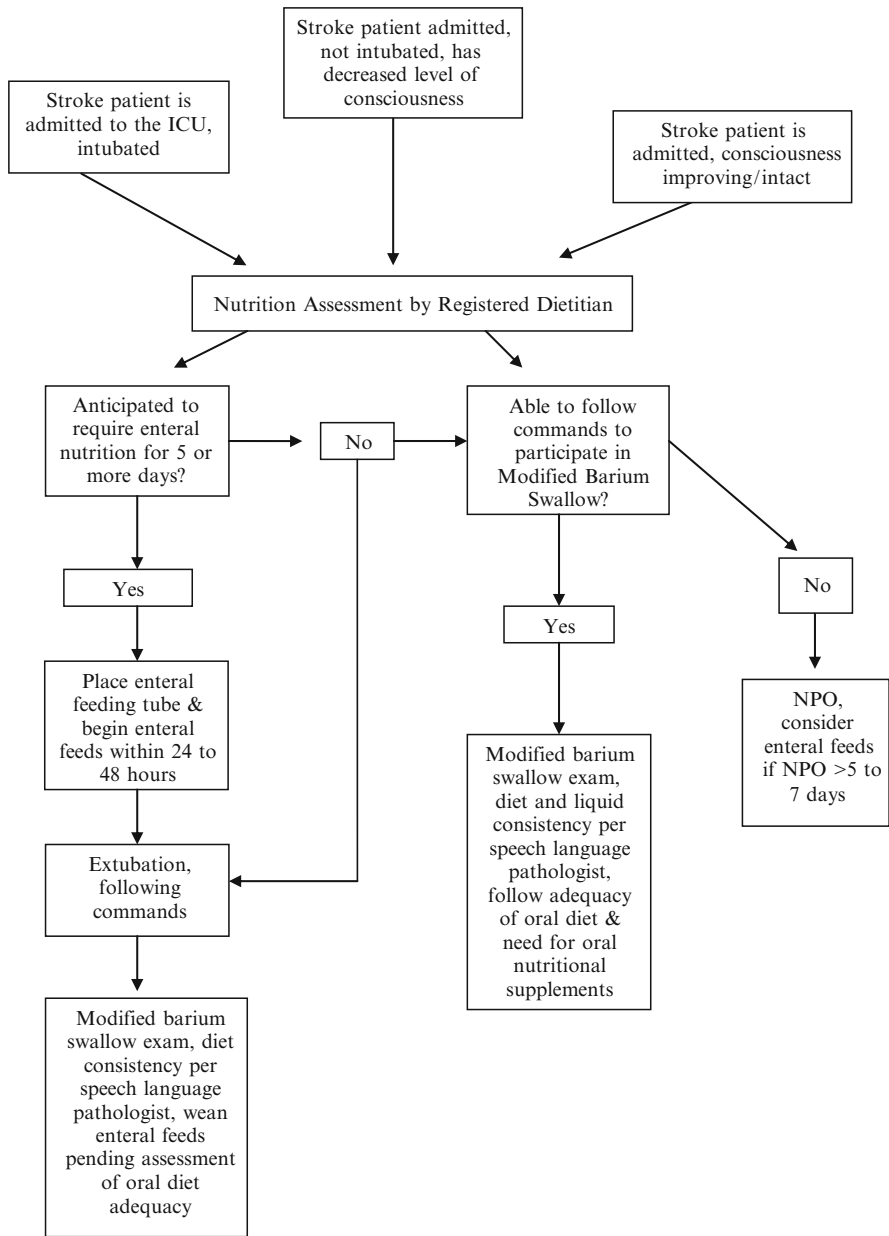 Stroke patient admitted,
not intubated, has
decreased level of
consciousness
Stroke patient is
admitted to the ICU,
intubated
Stroke patient is
admitted, consciousness
improving/intact
Nutrition Assessment by Registered Dietitian
Anticipated to
require enteral
nutrition for 5 or
more days?
No
Able to follow
commands to
participate in
Modified Barium
Swallow?
Yes
No
Yes
Place enteral
feeding tube &
begin enteral
feeds within 24 to
48 hours
NPO,
consider
enteral feeds
if NPO >5 to
7 days
Modified barium
swallow exam,
diet and liquid
consistency per
speech language
pathologist,
follow adequacy
of oral diet &
need for oral
nutritional
supplements
Extubation,
following
commands
Modified barium
swallow exam, diet
consistency per
speech language
pathologist, wean
enteral feeds
pending assessment
of oral diet
adequacy